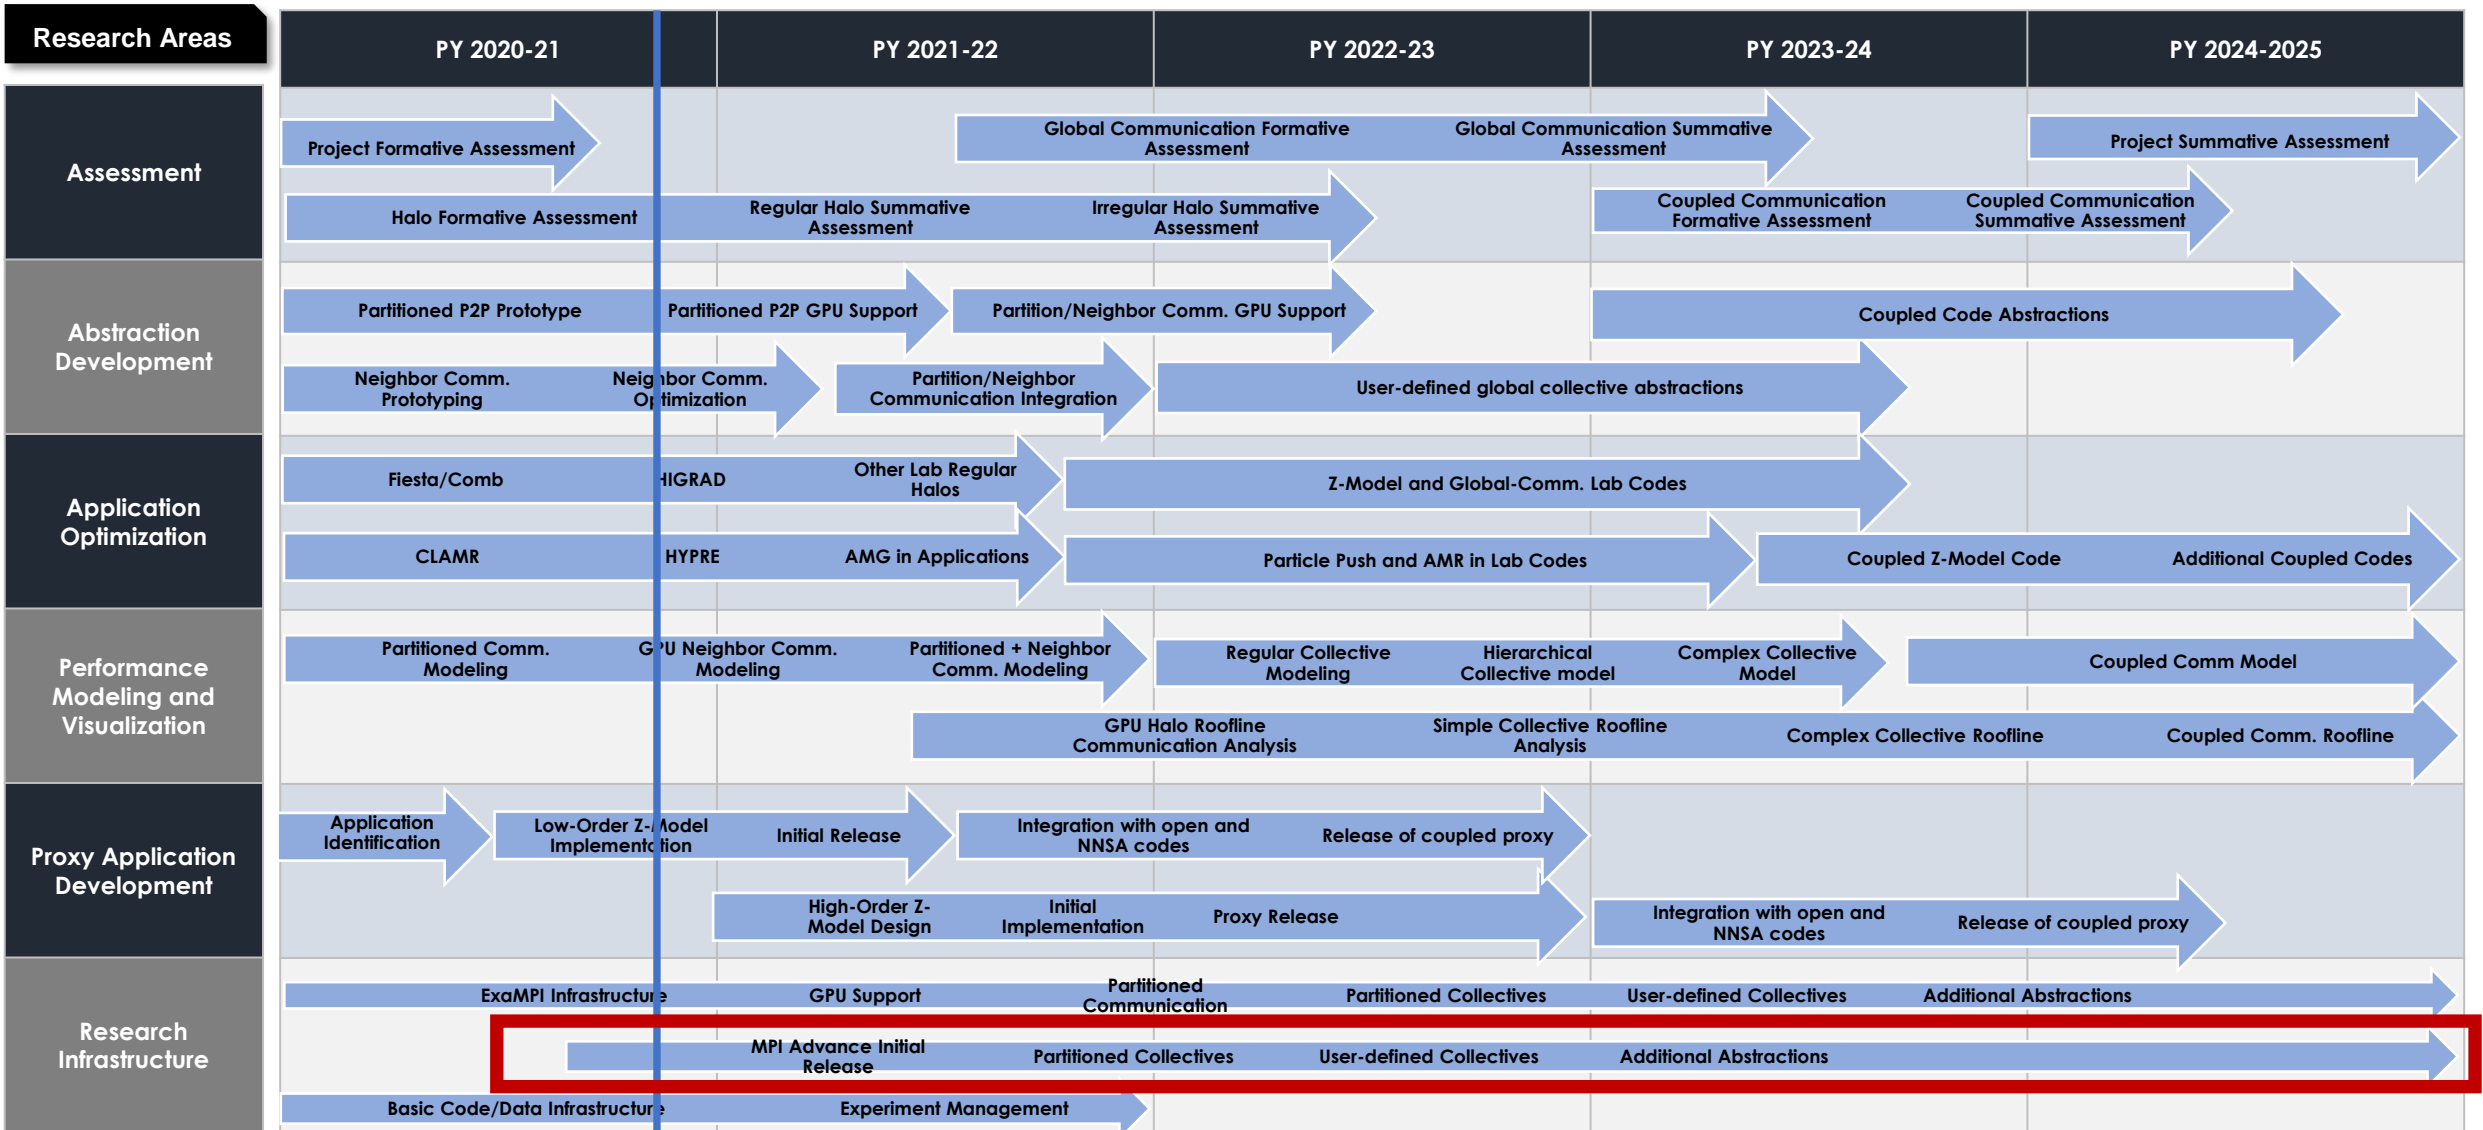 Research Areas
PY 2020-21
PY 2021-22
PY 2022-23
PY 2023-24
PY 2024-2025
Assessment
Project Formative Assessment
Global Communication Formative
Assessment
Global Communication Summative
Assessment
Project Summative Assessment
Halo Formative Assessment
Regular Halo Summative
Assessment
Irregular Halo Summative
Assessment
Coupled Communication
Formative Assessment
Coupled Communication
Summative Assessment
Abstraction
Development
Partitioned P2P Prototype
Partitioned P2P GPU Support
Partition/Neighbor Comm. GPU Support
Coupled Code Abstractions
Neighbor Comm.
Prototyping
Neighbor Comm.
Optimization
Partition/Neighbor
Communication Integration
User-defined global collective abstractions
Application
Optimization
Fiesta/Comb
HIGRAD
Other Lab Regular
Halos
Z-Model and Global-Comm. Lab Codes
CLAMR
HYPRE
AMG in Applications
Particle Push and AMR in Lab Codes
Coupled Z-Model Code
Additional Coupled Codes
Performance
Modeling and
Visualization
Partitioned Comm.
Modeling
GPU Neighbor Comm.
Modeling
Partitioned + Neighbor
Comm. Modeling
Regular Collective
Modeling
Hierarchical
Collective model
Complex Collective
Model
Coupled Comm Model
GPU Halo Roofline
Communication Analysis
Simple Collective Roofline
Analysis
Complex Collective Roofline
Coupled Comm. Roofline
Proxy Application
Development
Application
Identification
Low-Order Z-Model
Implementation
Initial Release
Integration with open and
NNSA codes
Release of coupled proxy
High-Order Z-
Model Design
Initial
Implementation
Proxy Release
Integration with open and
NNSA codes
Release of coupled proxy
Research
Infrastructure
ExaMPI Infrastructure
GPU Support
Partitioned
Communication
Partitioned Collectives
User-defined Collectives
Additional Abstractions
MPI Advance Initial
Release
Partitioned Collectives
User-defined Collectives
Additional Abstractions
Basic Code/Data Infrastructure
Experiment Management